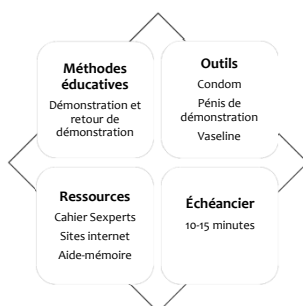 Méthodes
éducatives
Démonstration et
retour de
démonstration
Outils
Condom
Pénis de
démonstration
Vaseline
Ressources
Cahier Sexperts
Sites internet
Aide-mémoire
Échéancier
10-15 minutes